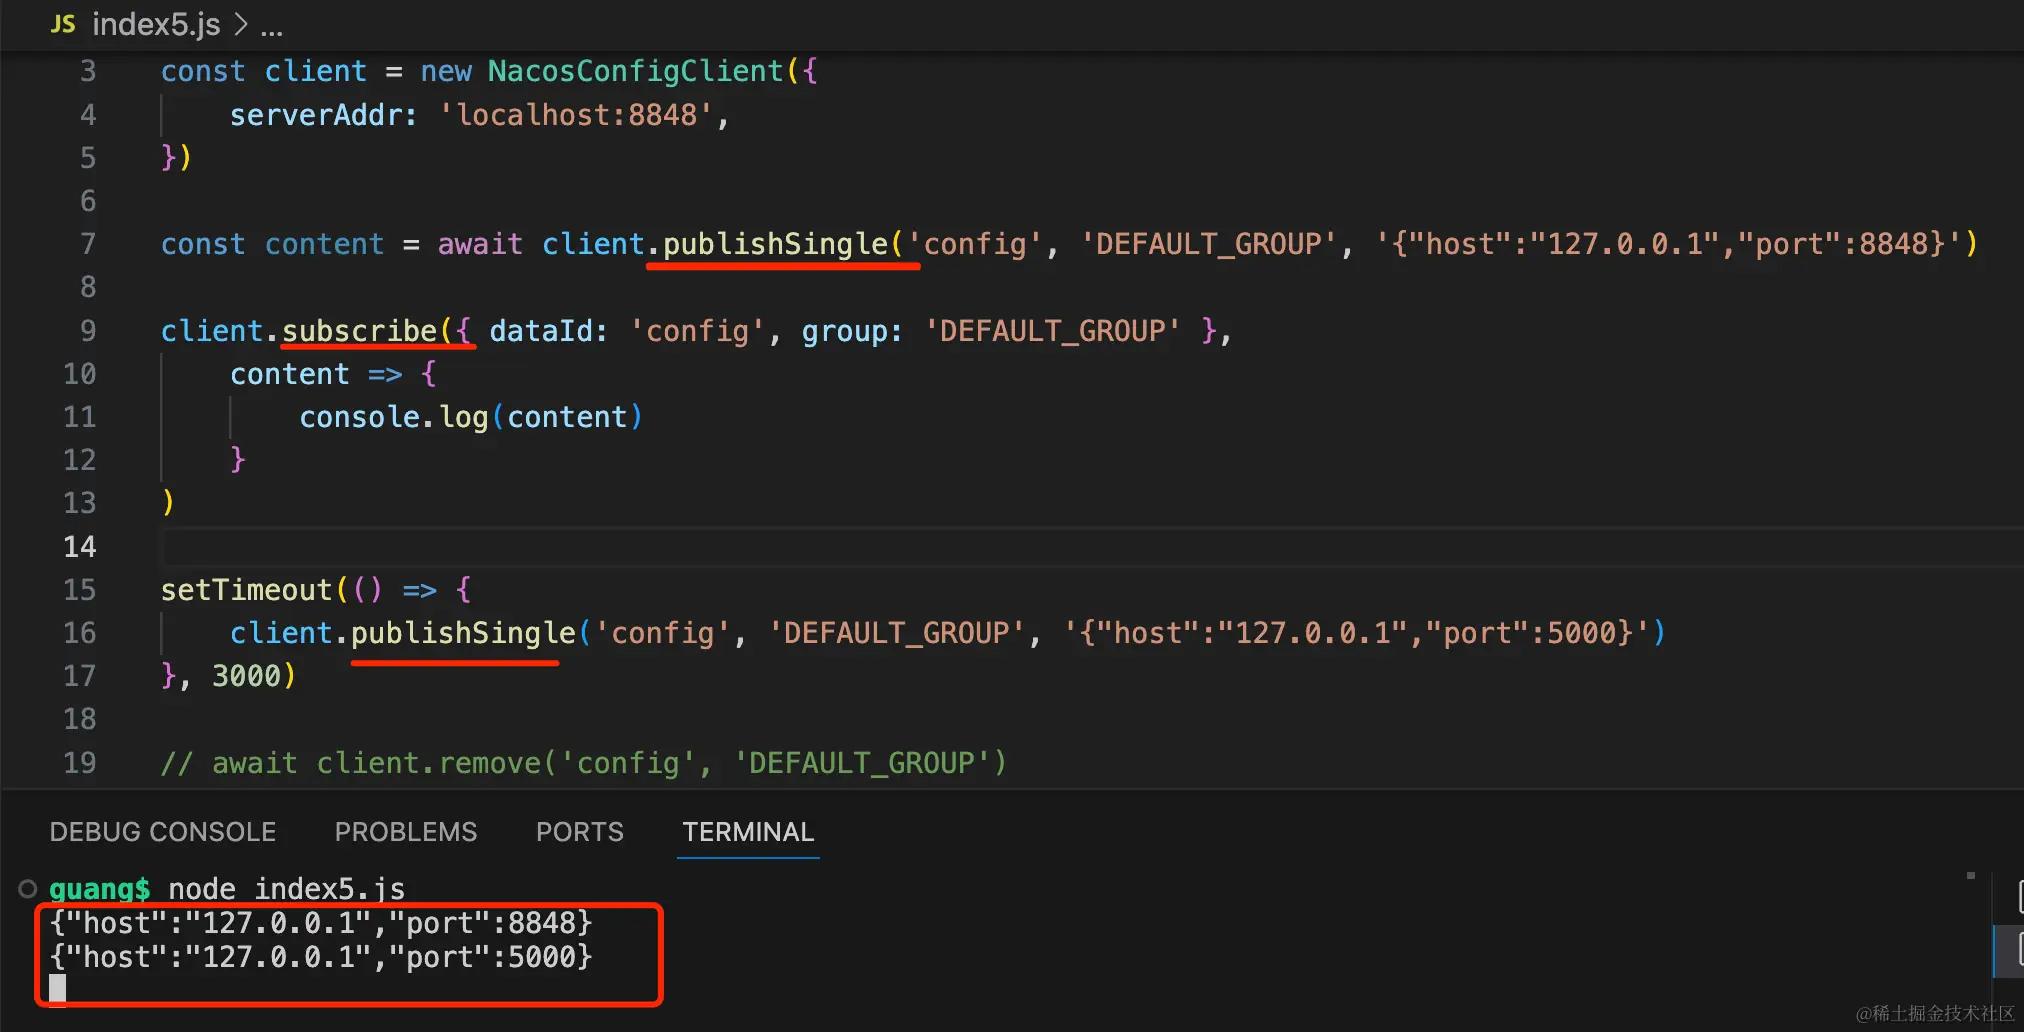 JS index5.js > ...
3 const client = new NacosConfigClient({
4 serverAddr: 'localhost:8848',
5 })
6
7 const content = await client.publishSingle('config', 'DEFAULT_GROUP', '{"host":"127.0.0.1","port":8848}')
8
9 client.subscribe({ dataId: 'config', group: 'DEFAULT_GROUP' },
10 content => {
11 console.log(content)
12 }
13 )
14
15 setTimeout(() => {
16 client.publishSingle('config', 'DEFAULT_GROUP', '{"host":"127.0.0.1","port":5000}')
17 }, 3000)
18
19 // await client.remove('config', 'DEFAULT_GROUP')
DEBUG CONSOLE PROBLEMS PORTS TERMINAL
guang$ node index5.js
{"host":"127.0.0.1","port":8848}
{"host":"127.0.0.1","port":5000}
@稀土掘金技术社区